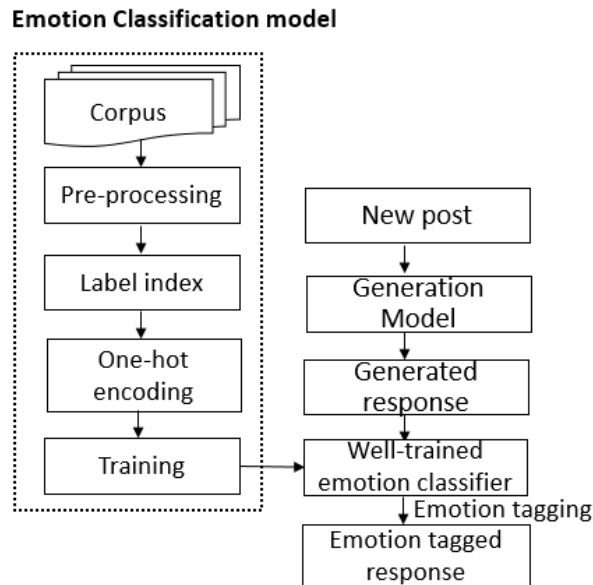 Emotion Classification model
Corpus
Pre-processing
Label index
One-hot
encoding
Training
New post
Generation
Model
Generated
response
Well-trained
emotion classifier
Emotion tagging
Emotion tagged
response